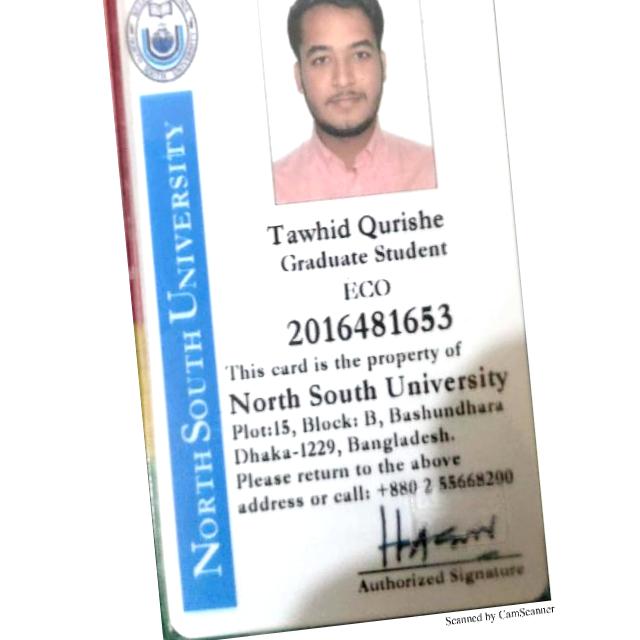 NORTH SOUTH UNIVERSITY
Tawhid Qurishe
Graduate Student
ECO
2016481653
This card is the property of
North South University
Plot:15, Block: B, Bashundhara
Dhaka-1229, Bangladesh.
Please return to the above
address or call: +880 2 55668200
Authorized Signature
Scanned by CamScanner